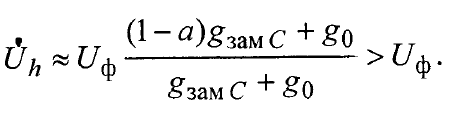 U̇_h ≈ U_ф ((1−a)g_зам C + g_0) / (g_зам C + g_0) > U_ф.